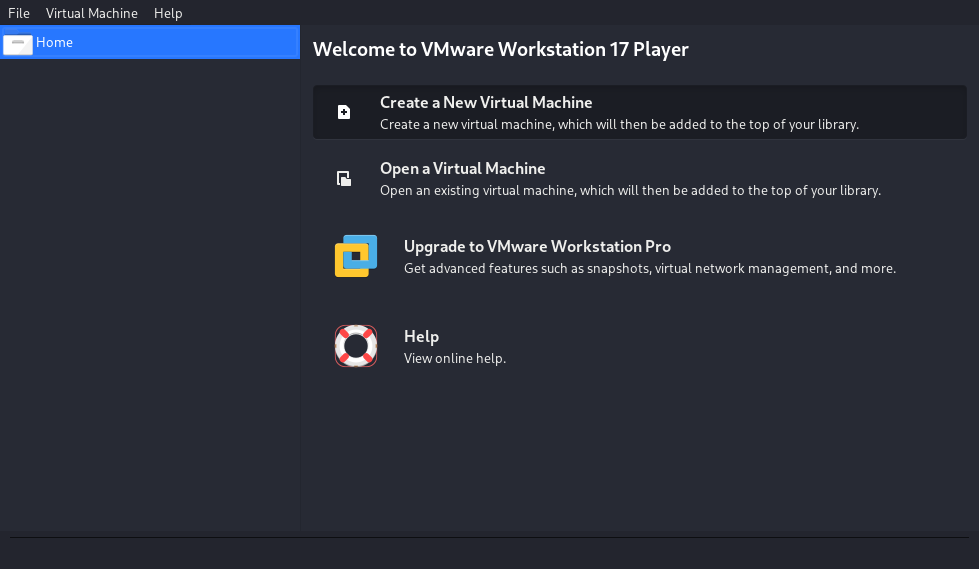 File Virtual Machine Help
Home
Welcome to VMware Workstation 17 Player
Create a New Virtual Machine
Create a new virtual machine, which will then be added to the top of your library.
Open a Virtual Machine
Open an existing virtual machine, which will then be added to the top of your library.
Upgrade to VMware Workstation Pro
Get advanced features such as snapshots, virtual network management, and more.
Help
View online help.